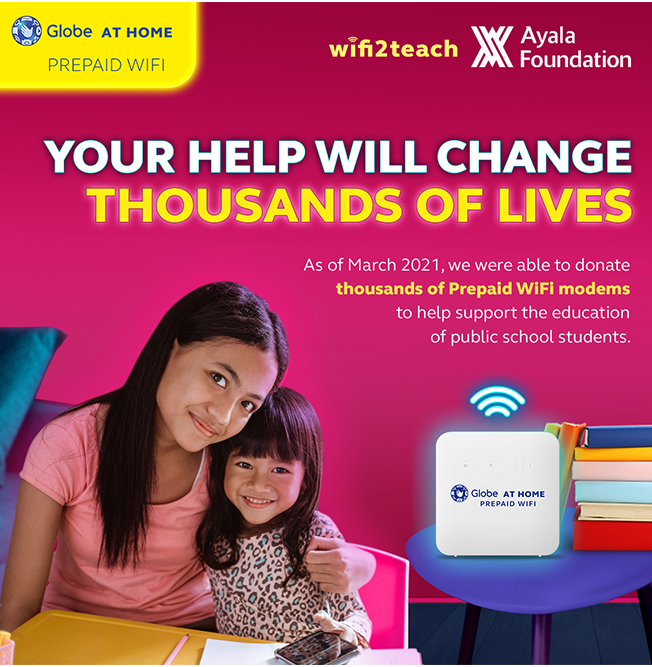 Globe AT HOME
PREPAID WIFI
wifi2teach
Ayala
Foundation
YOUR HELP WILL CHANGE
THOUSANDS OF LIVES
As of March 2021, we were able to donate
thousands of Prepaid WiFi modems
to help support the education
of public school students.
Globe AT HOME
PREPAID WIFI